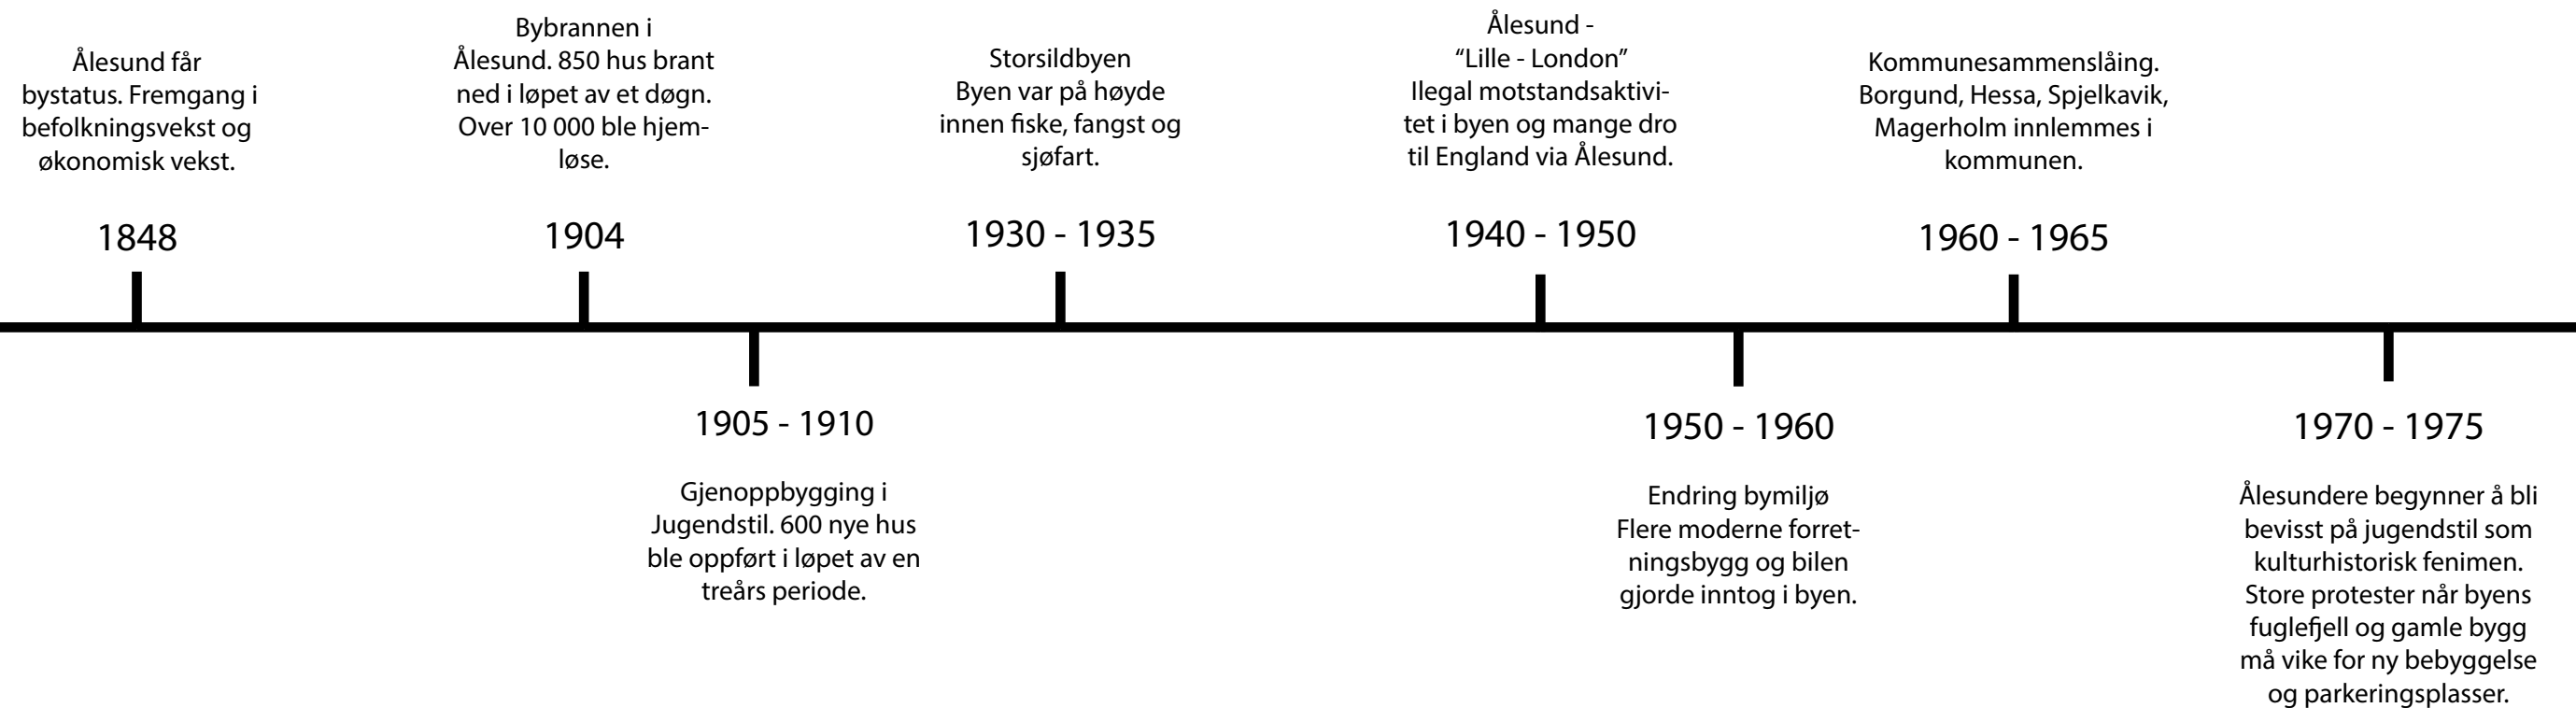 Ålesund får
bystatus. Fremgang i
befolkningsvekst og
økonomisk vekst.
1848
Bybrannen i
Ålesund. 850 hus brant
ned i løpet av et døgn.
Over 10 000 ble hjem-
løse.
1904
1905 - 1910
Gjenoppbygging i
Jugendstil. 600 nye hus
ble oppført i løpet av en
treårs periode.
Storsildbyen
Byen var på høyde
innen fiske, fangst og
sjøfart.
1930 - 1935
Ålesund -
“Lille - London”
Ilegal motstandsaktivi-
tet i byen og mange dro
til England via Ålesund.
1940 - 1950
1950 - 1960
Endring bymiljø
Flere moderne forret-
ningsbygg og bilen
gjorde inntog i byen.
Kommunesammenslåing.
Borgund, Hessa, Spjelkavik,
Magerholm innlemmes i
kommunen.
1960 - 1965
1970 - 1975
Ålesundere begynner å bli
bevisst på jugendstil som
kulturhistorisk fenimen.
Store protester når byens
fuglefjell og gamle bygg
må vike for ny bebyggelse
og parkeringsplasser.